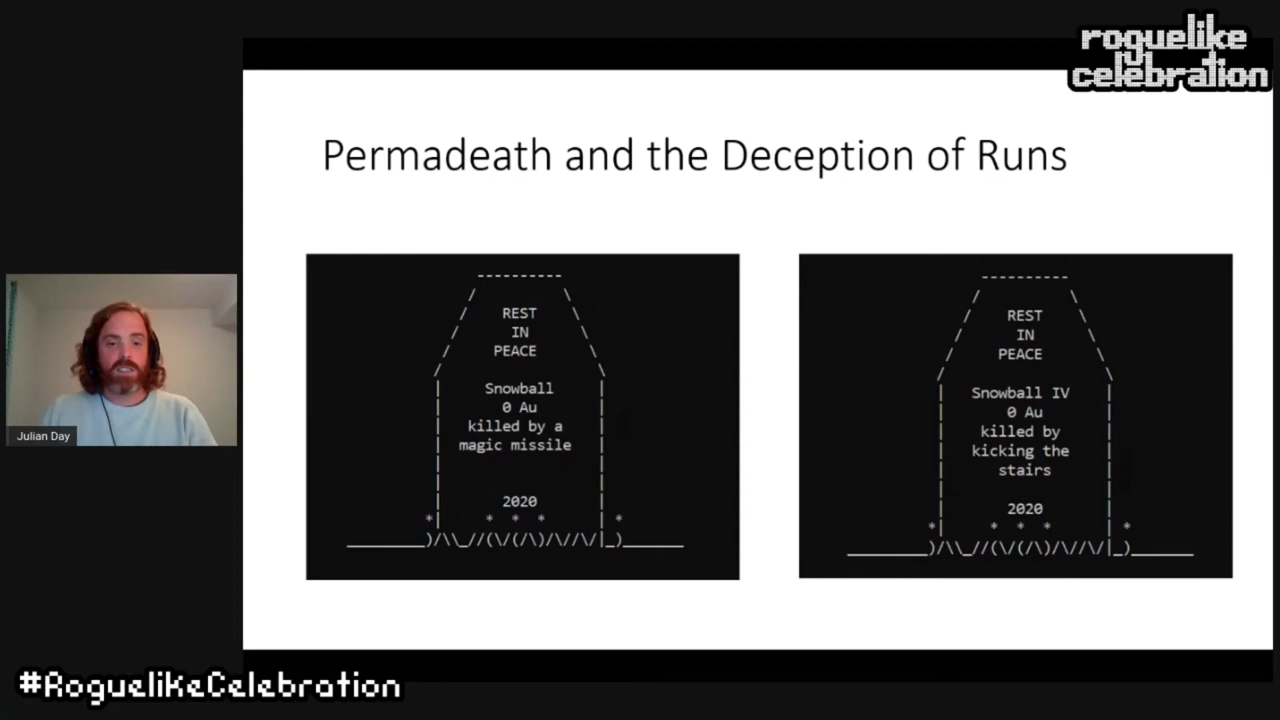 roguelike
celebration
Permadeath and the Deception of Runs
REST
IN
PEACE
Snowball
0 Au
killed by a
magic missile
2020
REST
IN
PEACE
Snowball IV
0 Au
killed by
kicking the
stairs
2020
Julian Day
#RoguelikeCelebration